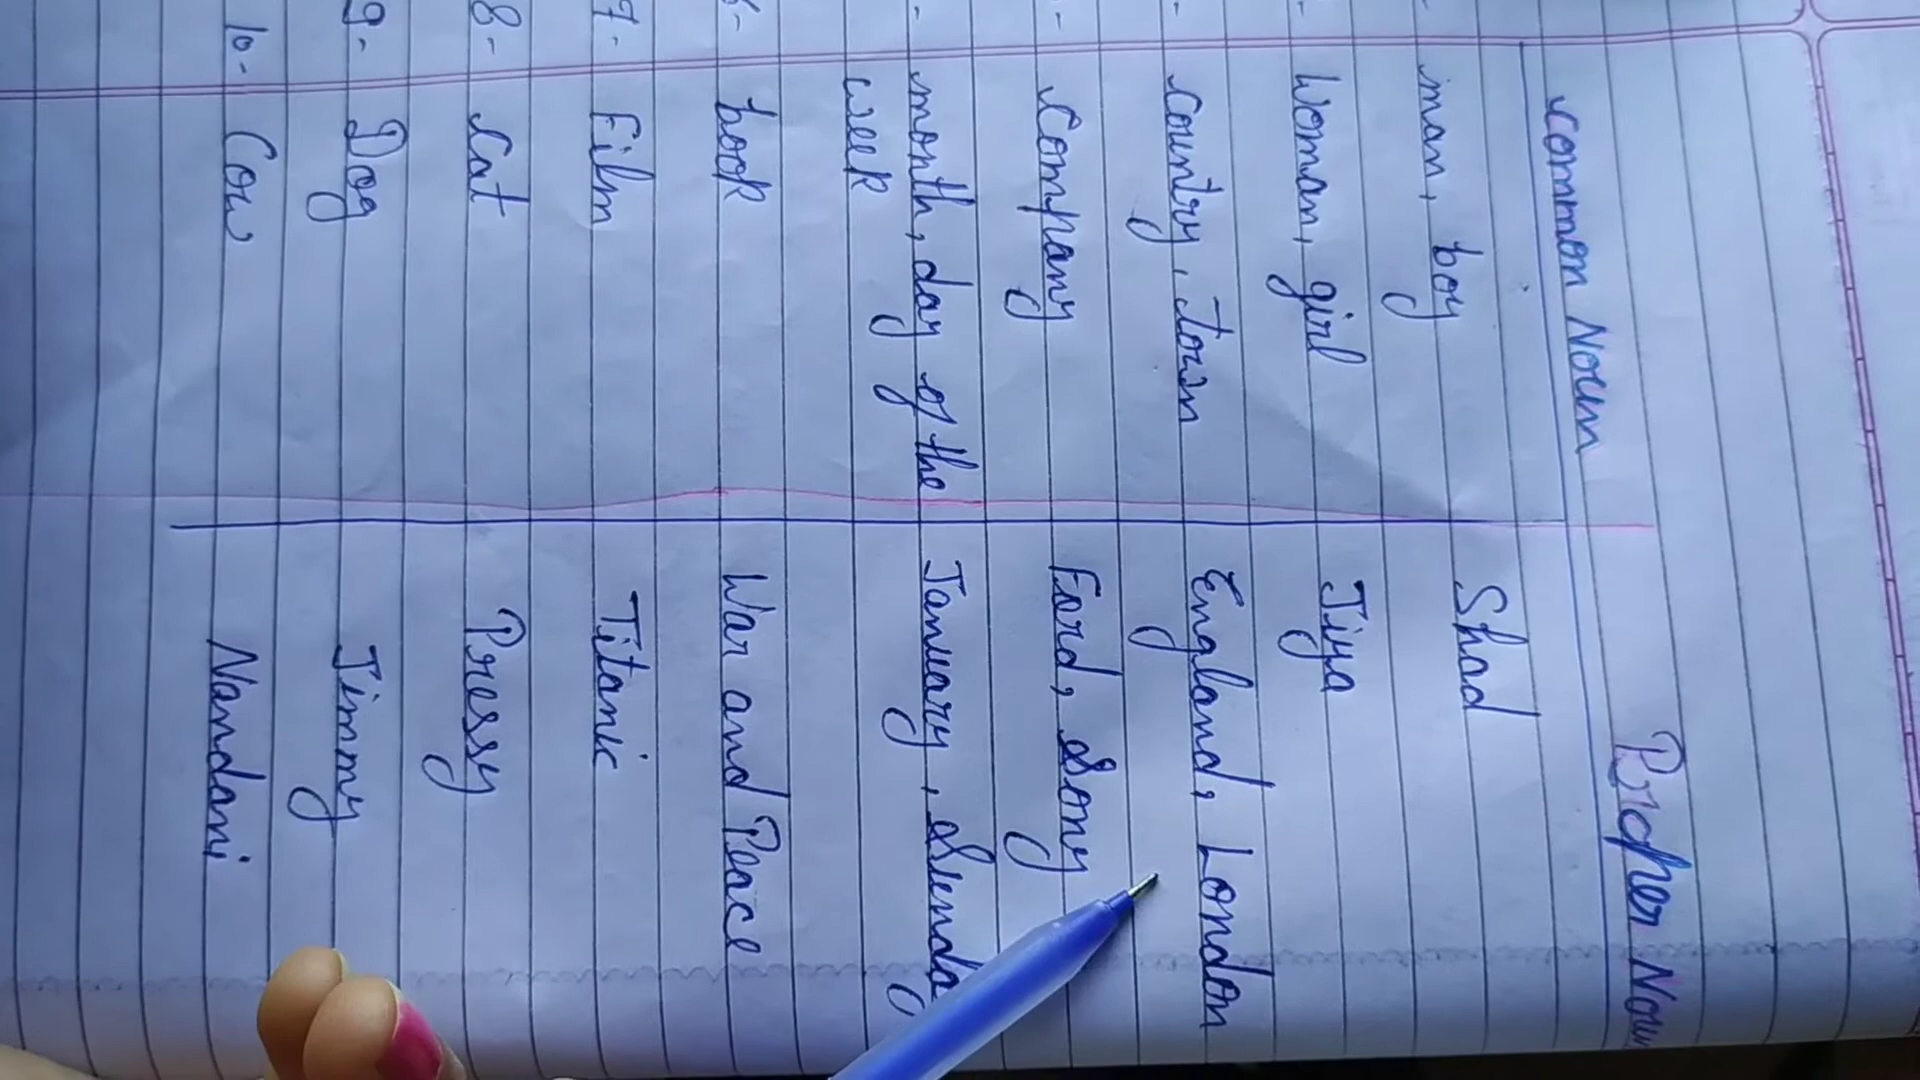 Common Noun Proper Noun
man, boy Shad
Woman, girl Jiya
Country, Town England, London
Company Ford, Sony
month, day of the January, Sunday
week
6- book War and Peace
7- Film Titanic
8- Cat Pressy
9- Dog Jimmy
10- Cow Nandani